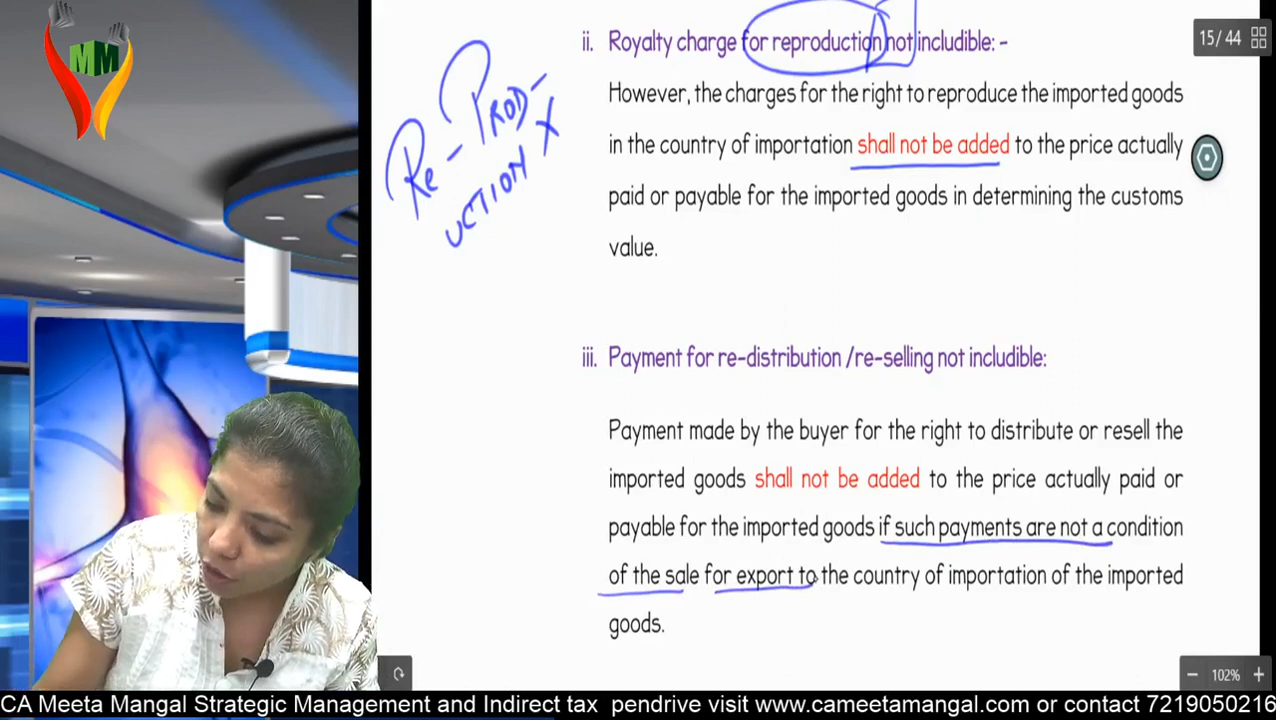 MM
15 / 44
ii. Royalty charge for reproduction not includible: -
However, the charges for the right to reproduce the imported goods
in the country of importation shall not be added to the price actually
paid or payable for the imported goods in determining the customs
value.
Re - PROD-
UCTION X
iii. Payment for re-distribution /re-selling not includible:
Payment made by the buyer for the right to distribute or resell the
imported goods shall not be added to the price actually paid or
payable for the imported goods if such payments are not a condition
of the sale for export to the country of importation of the imported
goods.
102%
CA Meeta Mangal Strategic Management and Indirect tax pendrive visit www.cameetamangal.com or contact 7219050216